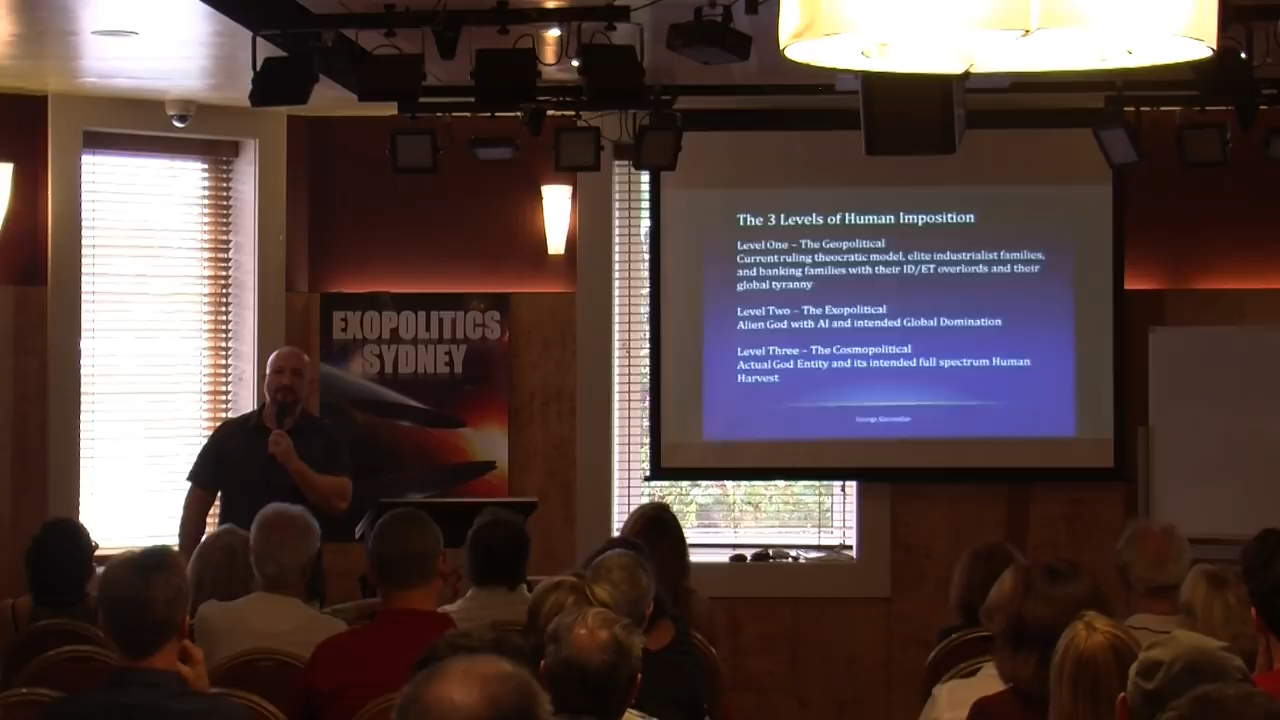 EXOPOLITICS
SYDNEY
The 3 Levels of Human Imposition
Level One – The Geopolitical
Current ruling theocratic model, elite industrialist families,
and banking families with their ID/ET overlords and their
global tyranny
Level Two – The Exopolitical
Alien God with AI and intended Global Domination
Level Three – The Cosmopolitical
Actual God Entity and its intended full spectrum Human
Harvest
George